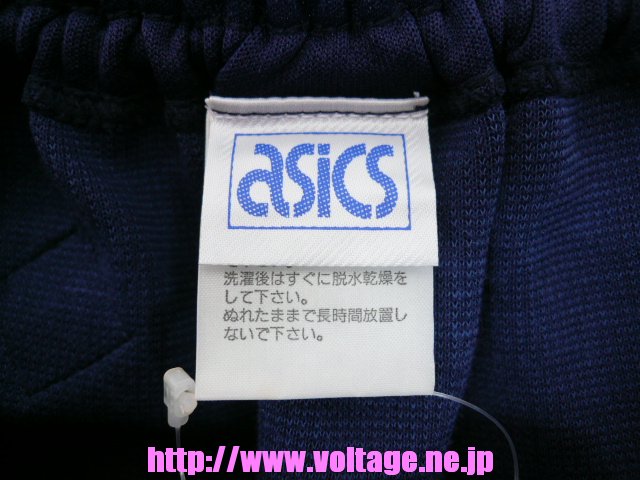 asics
洗濯後はすぐに脱水乾燥を
して下さい。
ぬれたままで長時間放置し
ないで下さい。
http://www.voltage.ne.jp